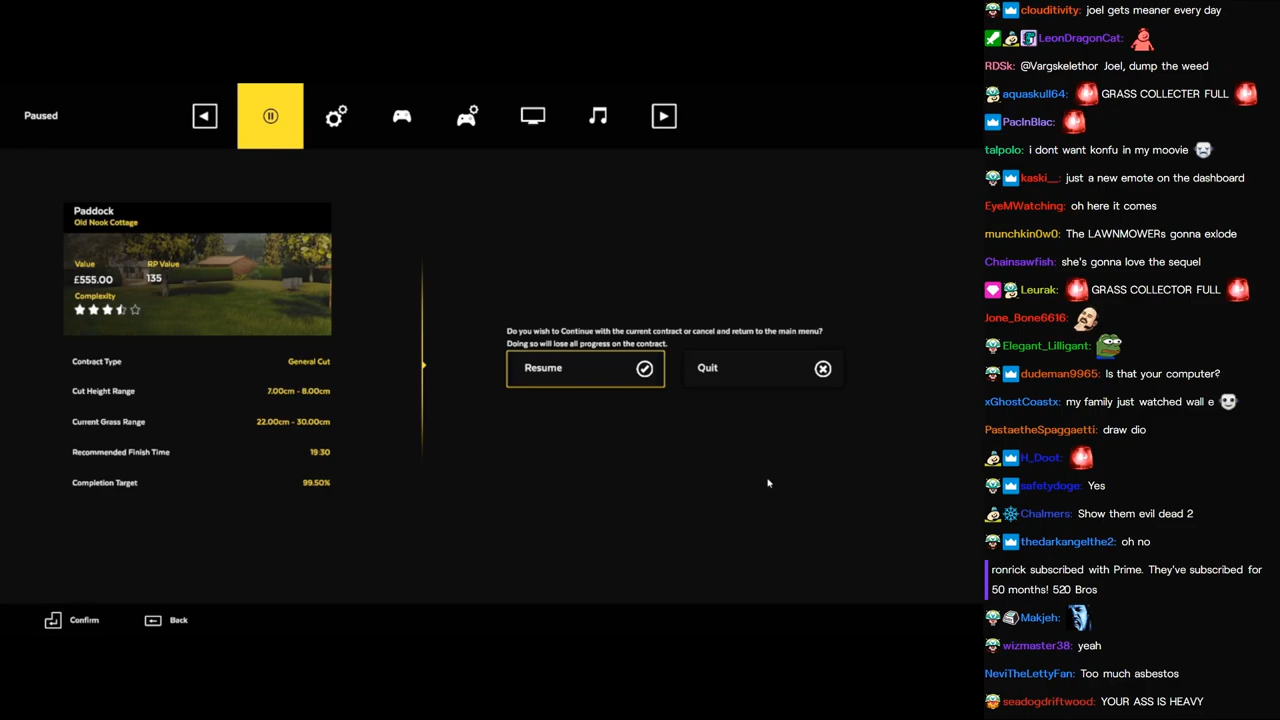 Paused
Paddock
Old Nook Cottage
Value
RP Value
£555.00
135
Complexity
Contract Type
General Cut
Cut Height Range
7.00cm - 8.00cm
Current Grass Range
22.00cm - 30.00cm
Recommended Finish Time
19:30
Completion Target
99.50%
Do you wish to Continue with the current contract or cancel and return to the main menu?
Doing so will lose all progress on the contract.
Resume
Quit
Confirm
Back
clouditivity: joel gets meaner every day
LeonDragonCat:
RDSk: @Vargskelethor Joel, dump the weed
aquaskull64: GRASS COLLECTER FULL
PacInBlac:
talpolo: i dont want konfu in my moovie
kaski__: just a new emote on the dashboard
EyeMWatching: oh here it comes
munchkin0w0: The LAWNMOWERs gonna exlode
Chainsawfish: she's gonna love the sequel
Leurak: GRASS COLLECTOR FULL
Jone_Bone6616:
Elegant_Lilligant:
dudeman9965: Is that your computer?
xGhostCoastx: my family just watched wall e
PastaetheSpaggaetti: draw dio
H_Doot:
safetydoge: Yes
Chalmers: Show them evil dead 2
thedarkangelthe2: oh no
ronrick subscribed with Prime. They've subscribed for
50 months! 520 Bros
Makjeh:
wizmaster38: yeah
NeviTheLettyFan: Too much asbestos
seadogdriftwood: YOUR ASS IS HEAVY